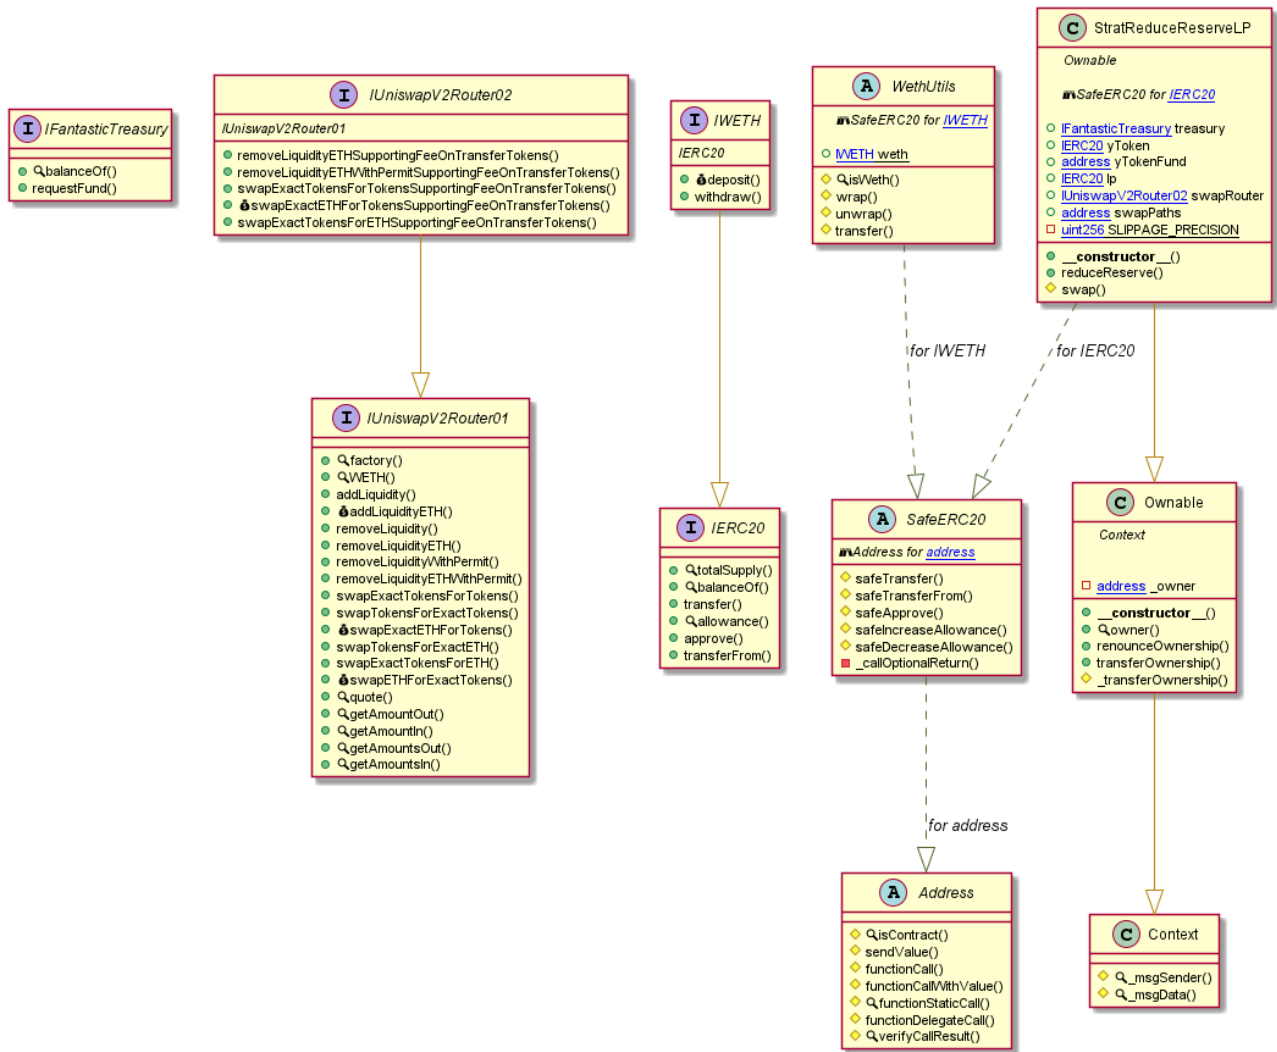 I IFantasticTreasury
balanceOf()
requestFund()
I IUniswapV2Router02
IUniswapV2Router01
removeLiquidityETHSupportingFeeOnTransferTokens()
removeLiquidityETHWithPermitSupportingFeeOnTransferTokens()
swapExactTokensForTokensSupportingFeeOnTransferTokens()
swapExactETHForTokensSupportingFeeOnTransferTokens()
swapExactTokensForETHSupportingFeeOnTransferTokens()
I IWETH
IERC20
deposit()
withdraw()
A WethUtils
SafeERC20 for IWETH
IWETH weth
isWeth()
wrap()
unwrap()
transfer()
C StratReduceReserveLP
Ownable
SafeERC20 for IERC20
IFantasticTreasury treasury
IERC20 yToken
address yTokenFund
IERC20 lp
IUniswapV2Router02 swapRouter
address swapPaths
uint256 SLIPPAGE_PRECISION
__constructor__()
reduceReserve()
swap()
for IWETH
for IERC20
I IUniswapV2Router01
factory()
WETH()
addLiquidity()
addLiquidityETH()
removeLiquidity()
removeLiquidityETH()
removeLiquidityWithPermit()
removeLiquidityETHWithPermit()
swapExactTokensForTokens()
swapTokensForExactTokens()
swapExactETHForTokens()
swapTokensForExactETH()
swapExactTokensForETH()
swapETHForExactTokens()
quote()
getAmountOut()
getAmountIn()
getAmountsOut()
getAmountsIn()
I IERC20
totalSupply()
balanceOf()
transfer()
allowance()
approve()
transferFrom()
A SafeERC20
Address for address
safeTransfer()
safeTransferFrom()
safeApprove()
safeIncreaseAllowance()
safeDecreaseAllowance()
_callOptionalReturn()
C Ownable
Context
address _owner
__constructor__()
owner()
renounceOwnership()
transferOwnership()
_transferOwnership()
for address
A Address
isContract()
sendValue()
functionCall()
functionCallWithValue()
functionStaticCall()
functionDelegateCall()
verifyCallResult()
C Context
_msgSender()
_msgData()